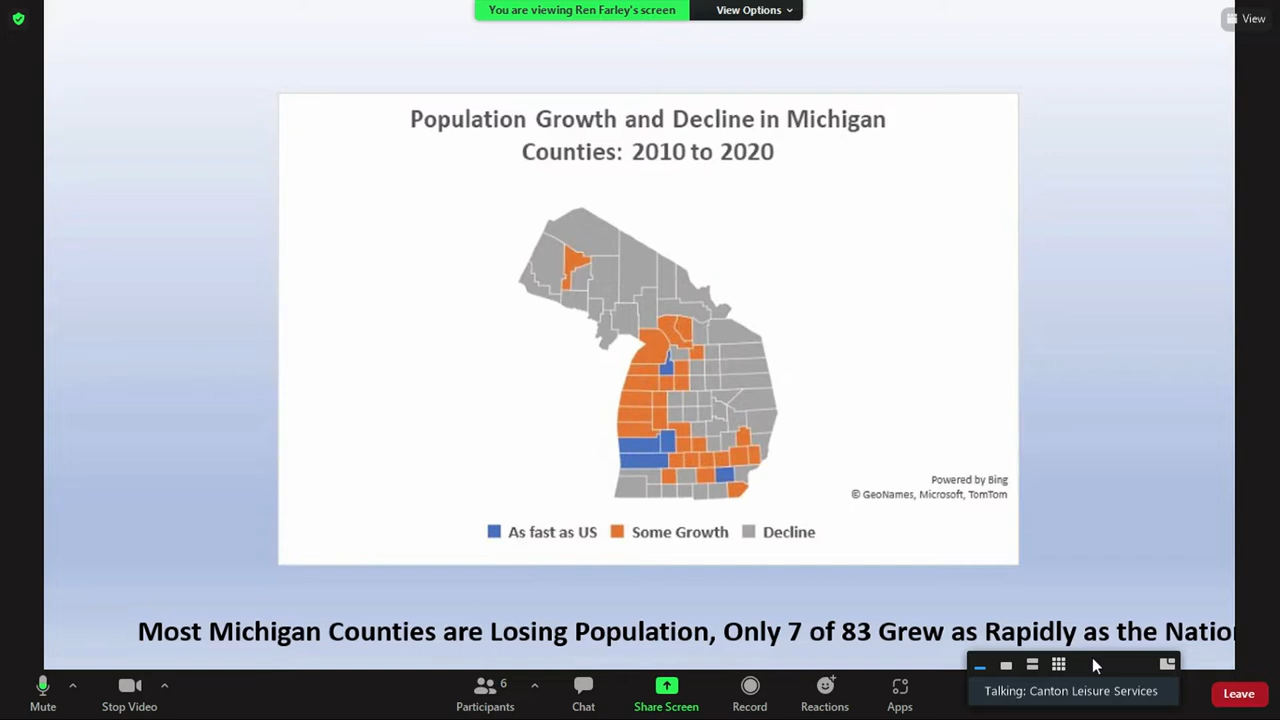 You are viewing Ren Farley's screen
View Options
View
Population Growth and Decline in Michigan
Counties: 2010 to 2020
Powered by Bing
© GeoNames, Microsoft, TomTom
As fast as US Some Growth Decline
Most Michigan Counties are Losing Population, Only 7 of 83 Grew as Rapidly as the Nation
Talking: Canton Leisure Services
Mute
Stop Video
6
Participants
Chat
Share Screen
Record
Reactions
Apps
Leave